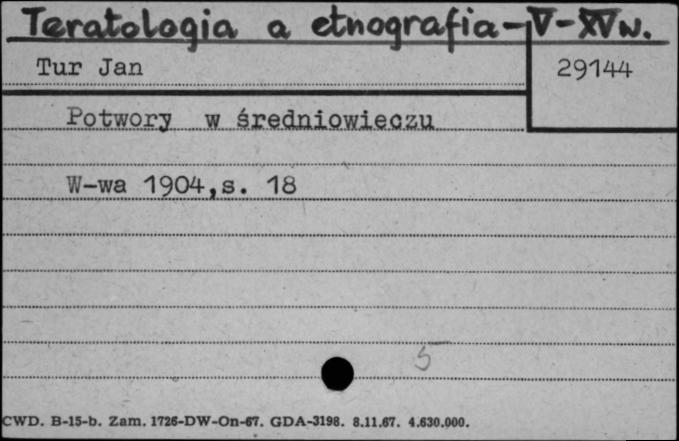 Teratologia a etnografia-V-XV w.
Tur Jan
29144
Potwory w średniowieczu
W-wa 1904,s. 18
5
CWD. B-15-b. Zam. 1726-DW-On-67. GDA-3198. 8.11.67. 4.630.000.